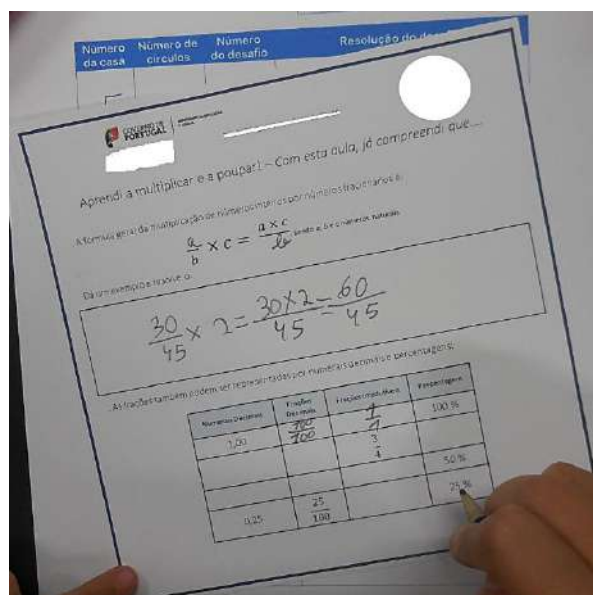 Número da casa Número de círculos Número do desafio Resolução do
GOVERNO DE PORTUGAL
Aprendi a multiplicar e a poupar! – Com esta aula, já compreendi que...
A fórmula geral da multiplicação de números inteiros por números fracionários é:
a/b × c = a×c/b, sendo a, b e c números naturais.
Dá um exemplo e resolve-o.
30/45 × 2 = 30×2/45 = 60/45
As frações também podem ser representadas por numerais decimais e percentagens:
Numerais Decimais Frações Decimais Frações irredutíveis Percentagem
1,00 100/100 1/1 100 %
3/4
50 %
0,25 25/100 25 %